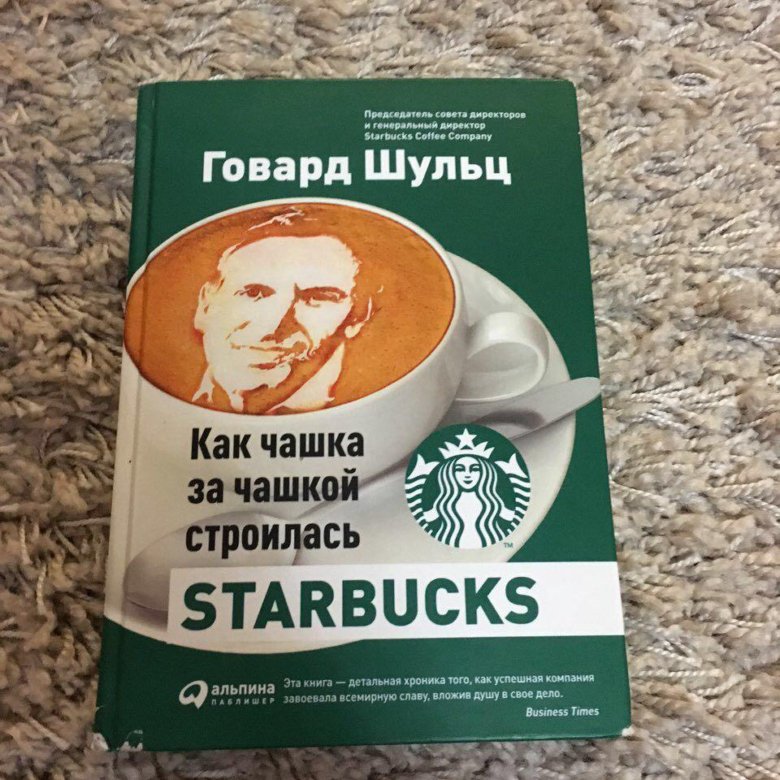 Председатель совета директоров
и генеральный директор
Starbucks Coffee Company
Говард Шульц
Как чашка
за чашкой
строилась
TM
STARBUCKS
альпина
ПАБЛИШЕР
Эта книга — детальная хроника того, как успешная компания
завоевала всемирную славу, вложив душу в свое дело.
Business Times